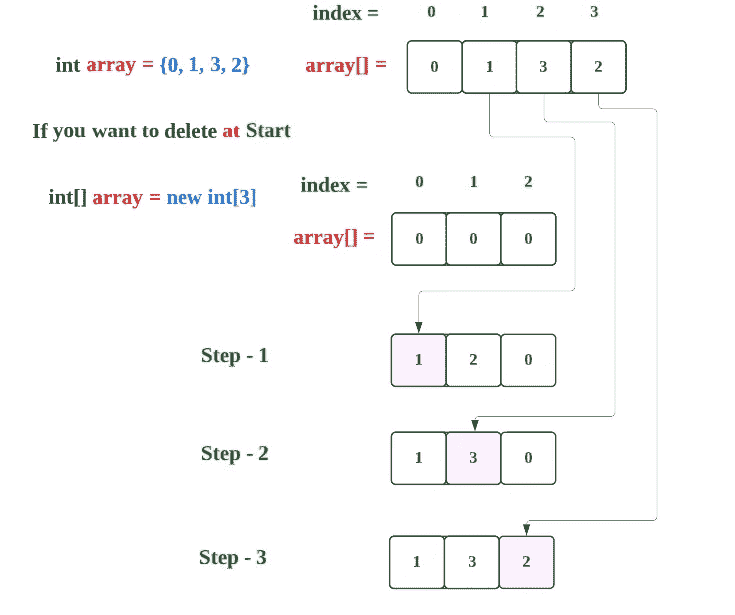 index = 0 1 2 3
int array = {0, 1, 3, 2} array[] = 0 1 3 2
If you want to delete at Start
int[] array = new int[3] index = 0 1 2
array[] = 0 0 0
Step - 1 1 2 0
Step - 2 1 3 0
Step - 3 1 3 2